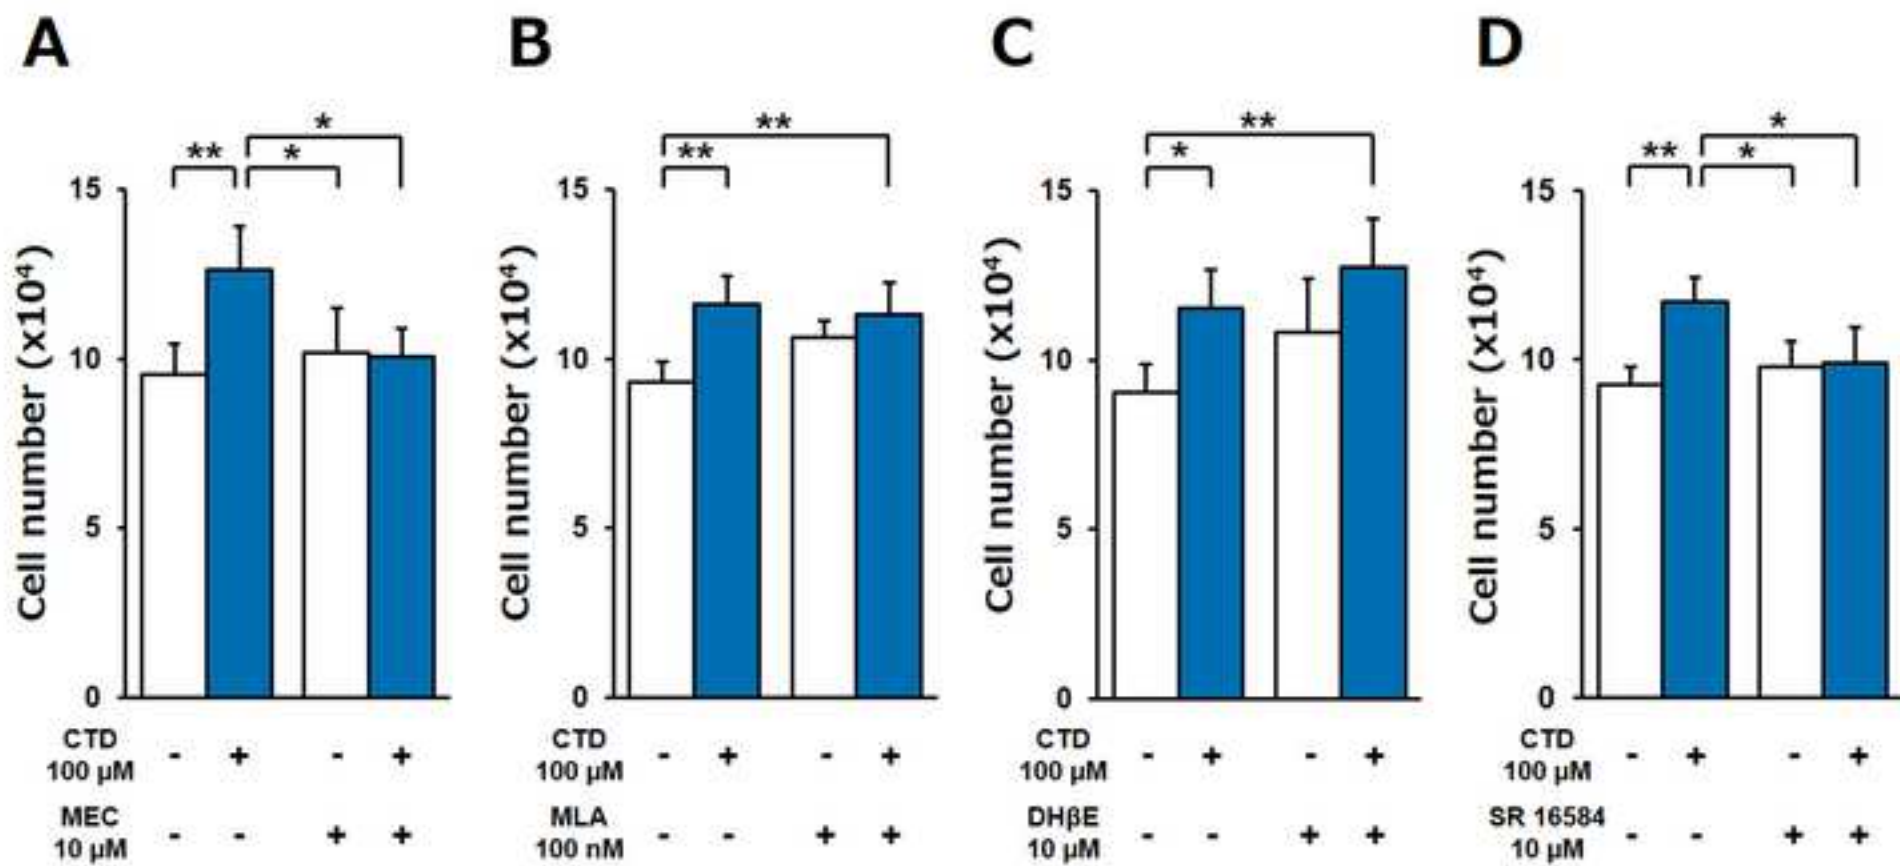 A
B
C
D
** * *
** **
* **
** * *
Cell number (x10⁴)
15
10
5
0
CTD
100 µM
- + - +
MEC
10 µM
- - + +
Cell number (x10⁴)
15
10
5
0
CTD
100 µM
- + - +
MLA
100 nM
- - + +
Cell number (x10⁴)
15
10
5
0
CTD
100 µM
- + - +
DHβE
10 µM
- - + +
Cell number (x10⁴)
15
10
5
0
CTD
100 µM
- + - +
SR 16584
10 µM
- - + +